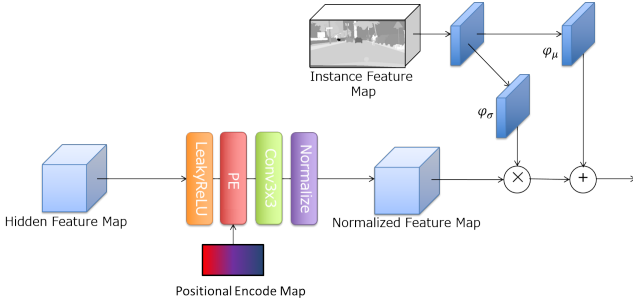 Instance Feature
Map
φμ
φσ
LeakyReLU
PE
Conv3x3
Normalize
×
+
Hidden Feature Map
Normalized Feature Map
Positional Encode Map